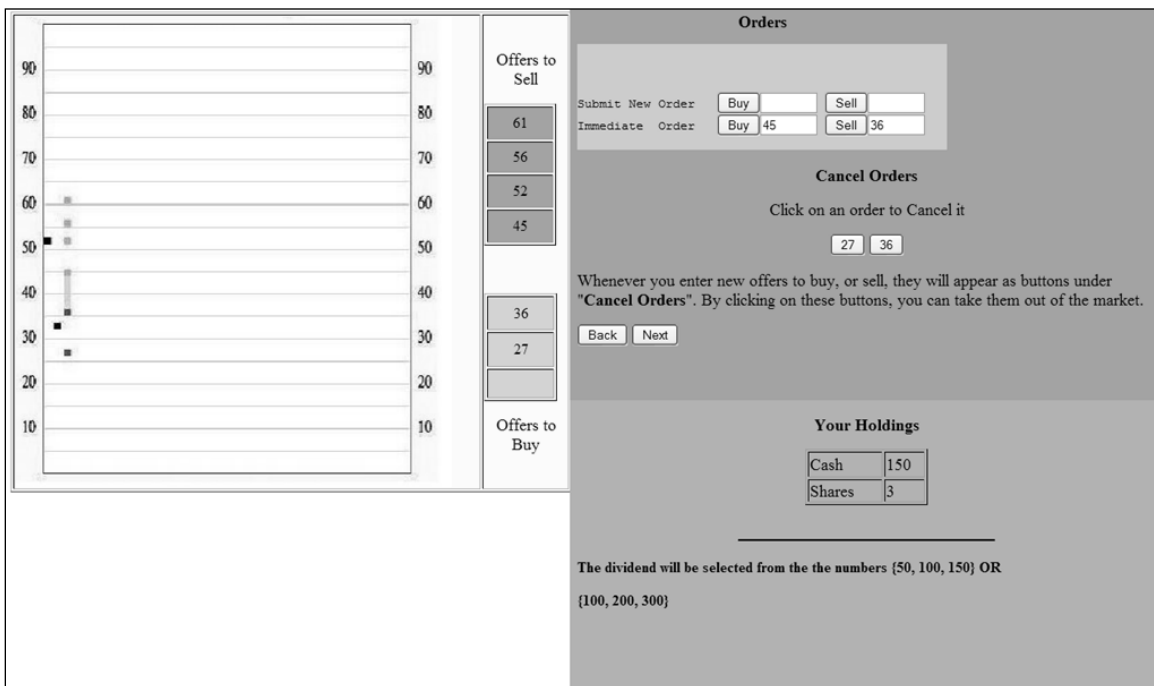 90 90
80 80
70 70
60 60
50 50
40 40
30 30
20 20
10 10
Offers to
Sell
61
56
52
45
36
27
Offers to
Buy
Orders
Submit New Order Buy Sell
Immediate Order Buy 45 Sell 36
Cancel Orders
Click on an order to Cancel it
27 36
Whenever you enter new offers to buy, or sell, they will appear as buttons under
"Cancel Orders". By clicking on these buttons, you can take them out of the market.
Back Next
Your Holdings
Cash 150
Shares 3
The dividend will be selected from the the numbers {50, 100, 150} OR
{100, 200, 300}